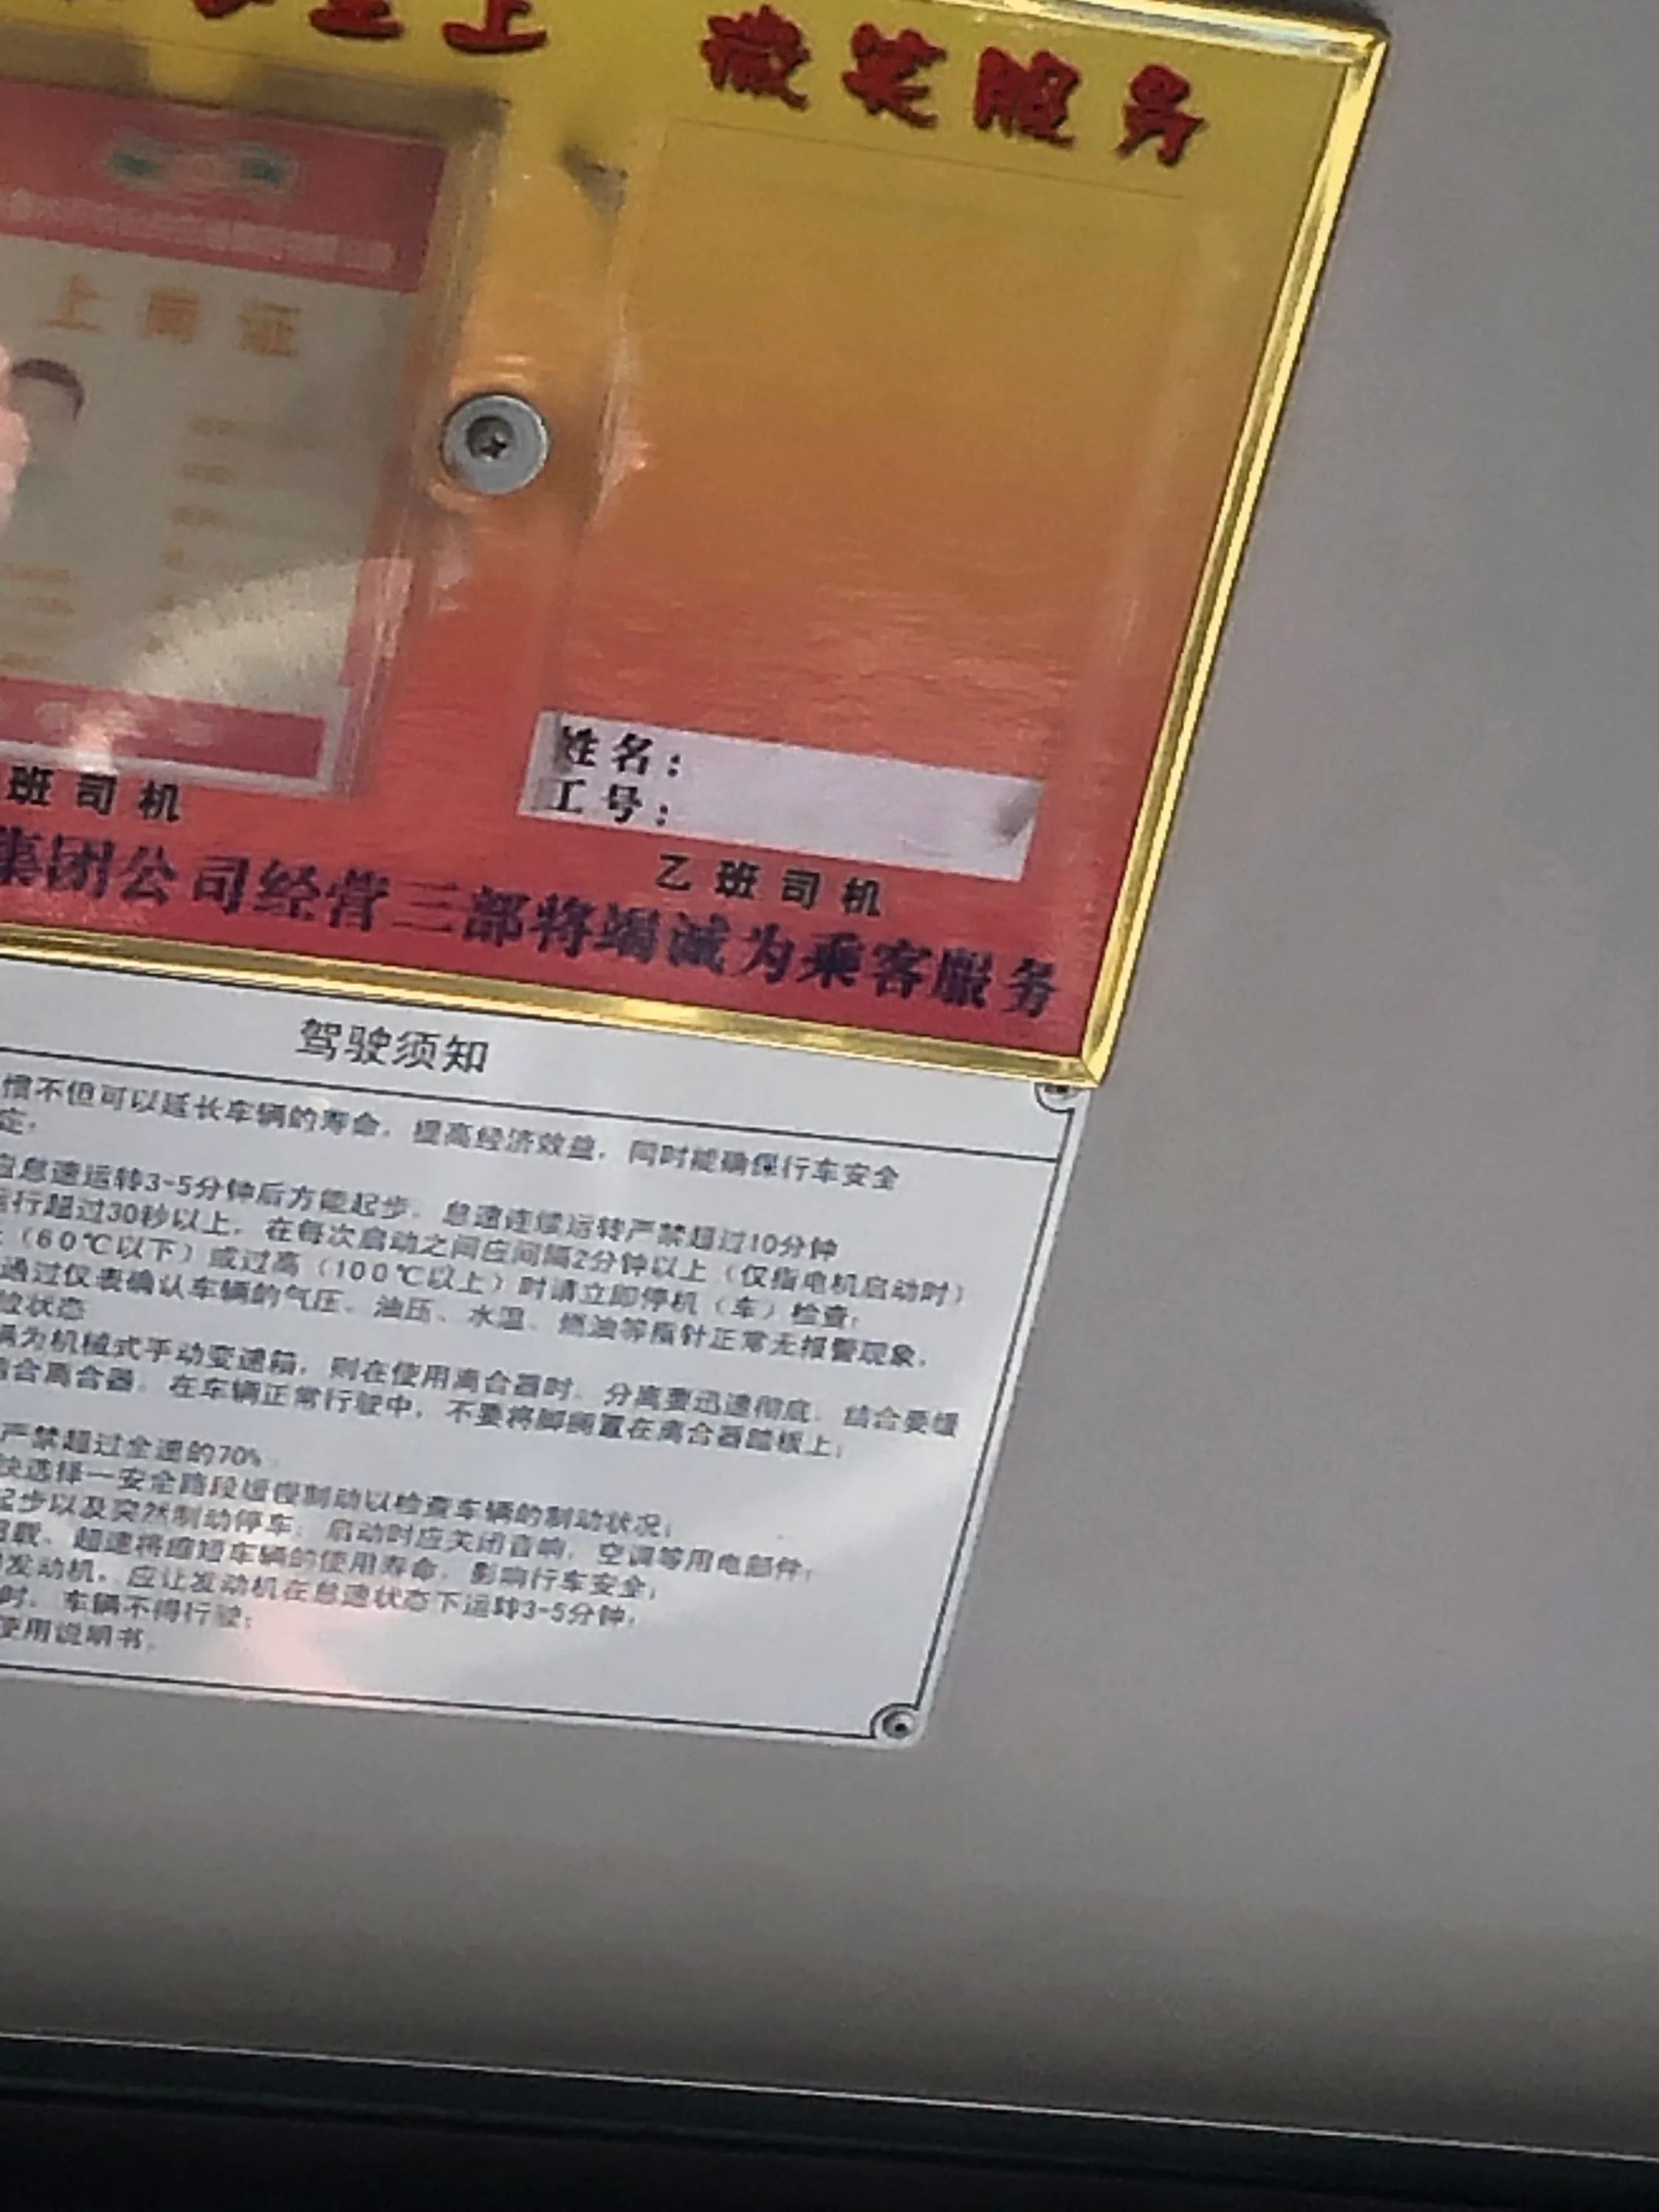 至上 微笑服务
上岗证
姓名：
工号：
班司机
乙班司机
集团公司经营三部将竭诚为乘客服务
驾驶须知
惯不但可以延长车辆的寿命，提高经济效益，同时能确保行车安全
定：
怠速运转3-5分钟后方能起步，怠速连续运转严禁超过10分钟
行超过30秒以上，在每次启动之间应间隔2分钟以上（仅指电机启动时）
（60℃以下）或过高（100℃以上）时请立即停机（车）检查；
通过仪表确认车辆的气压、油压、水温、燃油等指针正常无报警现象，
状态
为机械式手动变速箱，则在使用离合器时，分离要迅速彻底，结合要缓
合离合器，在车辆正常行驶中，不要将脚搁置在离合器踏板上；
严禁超过全速的70%
快选择一安全路段缓慢制动以检查车辆的制动状况；
起步以及突然制动停车；启动时应关闭音响，空调等用电部件；
超载、超速将缩短车辆的使用寿命，影响行车安全；
发动机，应让发动机在怠速状态下运转3-5分钟；
时，车辆不得行驶；
使用说明书。